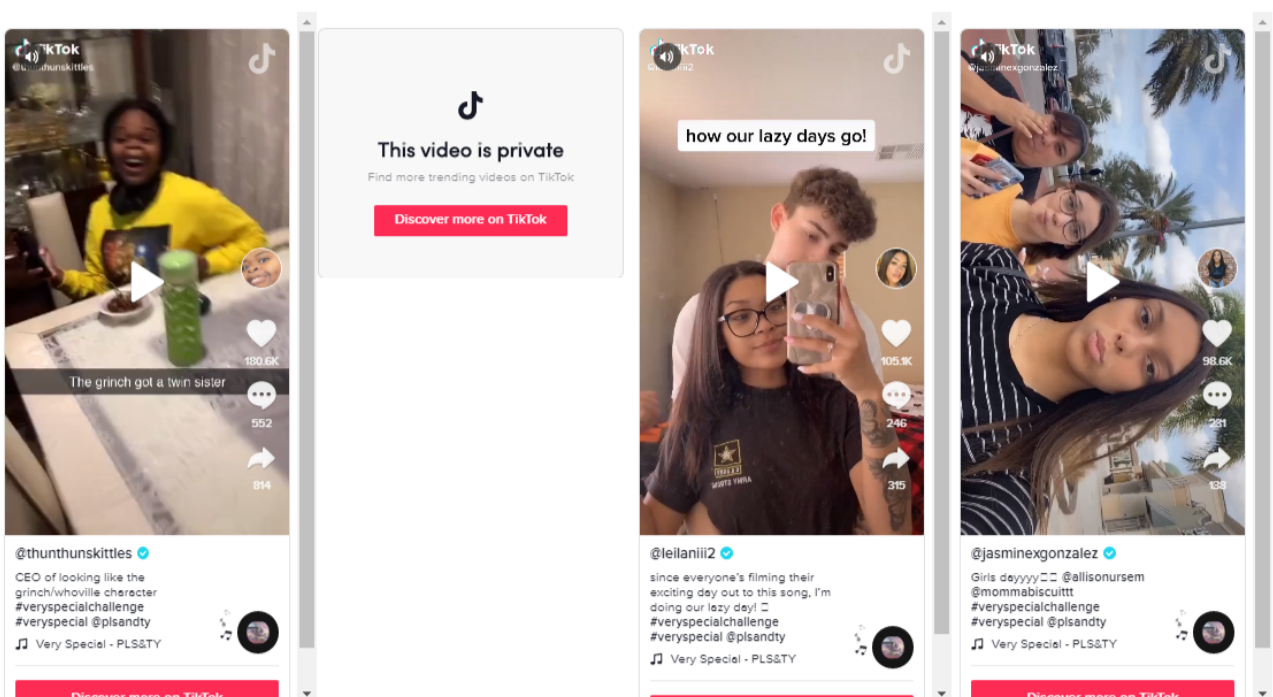 TikTok
@thunthunskittles
The grinch got a twin sister
180.6K
552
814
@thunthunskittles
CEO of looking like the
grinch/whoville character
#veryspecialchallenge
#veryspecial @plsandty
Very Special - PLS&TY
Discover more on TikTok
This video is private
Find more trending videos on TikTok
Discover more on TikTok
TikTok
how our lazy days go!
105.1K
246
315
@leilaniii2
since everyone's filming their
exciting day out to this song, I'm
doing our lazy day!
#veryspecialchallenge
#veryspecial @plsandty
Very Special - PLS&TY
TikTok
@jasminexgonzalez
98.6K
281
138
@jasminexgonzalez
Girls dayyyy @allisonursem
@mommabiscuittt
#veryspecialchallenge
#veryspecial @plsandty
Very Special - PLS&TY
Discover more on TikTok